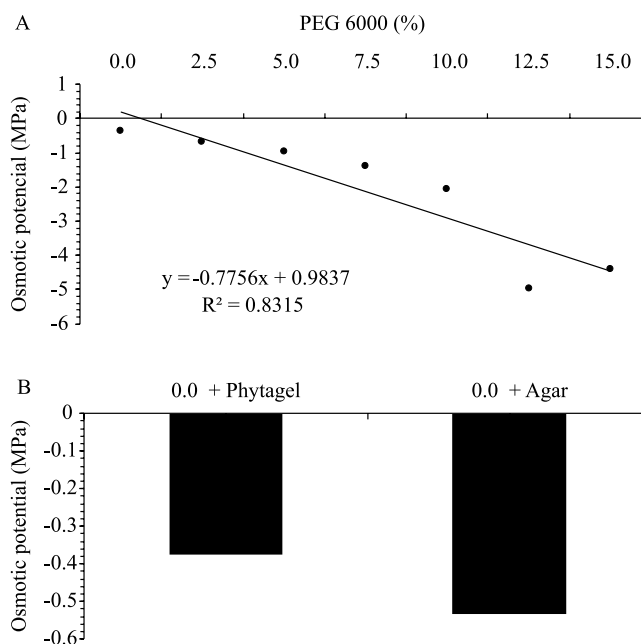 A
PEG 6000 (%)
0.0 2.5 5.0 7.5 10.0 12.5 15.0
Osmotic potencial (MPa)
1
0
-1
-2
-3
-4
-5
-6
y =-0.7756x + 0.9837
R² = 0.8315
B
0.0 + Phytagel 0.0 + Agar
Osmotic potential (MPa)
0
-0.1
-0.2
-0.3
-0.4
-0.5
-0.6